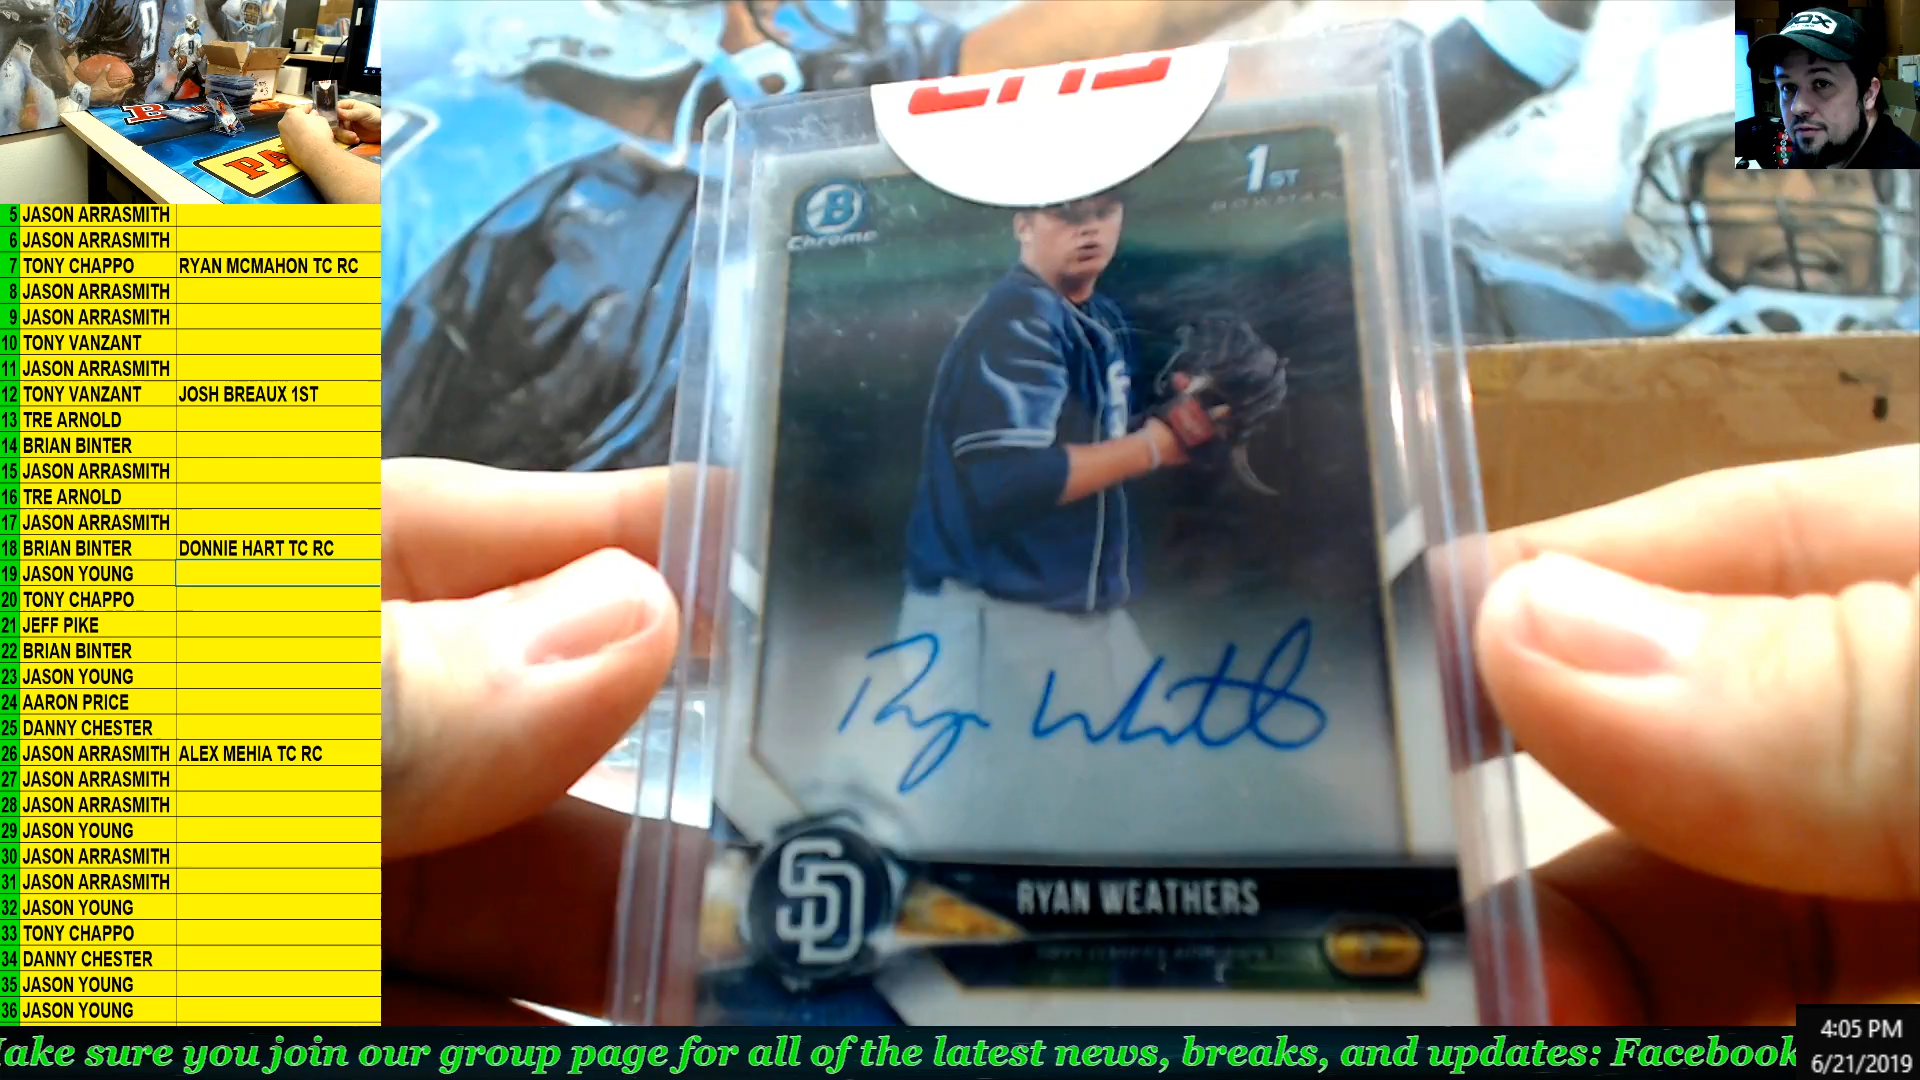 5 JASON ARRASMITH
6 JASON ARRASMITH
7 TONY CHAPPO RYAN MCMAHON TC RC
8 JASON ARRASMITH
9 JASON ARRASMITH
10 TONY VANZANT
11 JASON ARRASMITH
12 TONY VANZANT JOSH BREAUX 1ST
13 TRE ARNOLD
14 BRIAN BINTER
15 JASON ARRASMITH
16 TRE ARNOLD
17 JASON ARRASMITH
18 BRIAN BINTER DONNIE HART TC RC
19 JASON YOUNG
20 TONY CHAPPO
21 JEFF PIKE
22 BRIAN BINTER
23 JASON YOUNG
24 AARON PRICE
25 DANNY CHESTER
26 JASON ARRASMITH ALEX MEHIA TC RC
27 JASON ARRASMITH
28 JASON ARRASMITH
29 JASON YOUNG
30 JASON ARRASMITH
31 JASON ARRASMITH
32 JASON YOUNG
33 TONY CHAPPO
34 DANNY CHESTER
35 JASON YOUNG
36 JASON YOUNG
B
Chrome
1ST
BOWMAN
Ryan Weathers
SD
RYAN WEATHERS
P
make sure you join our group page for all of the latest news, breaks, and updates: Facebook
4:05 PM
6/21/2019